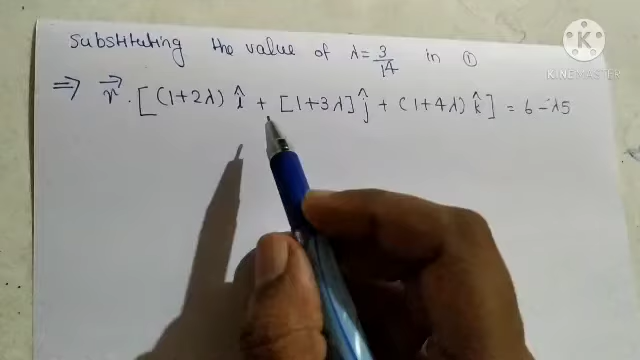 Substituting the value of λ = 3/14 in ①
⇒ r⃗ . [ (1+2λ) î + [1+3λ] ĵ + (1+4λ) k̂ ] = 6 - λ5
K
KINEMASTER